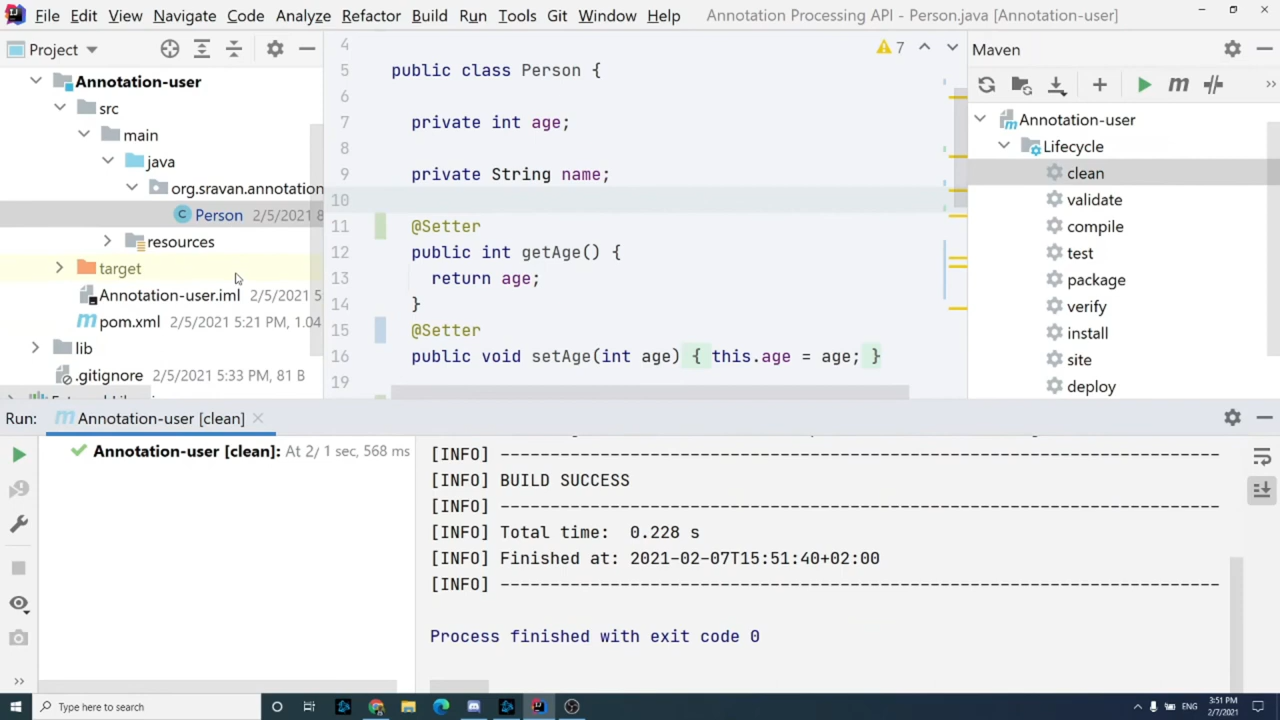 File Edit View Navigate Code Analyze Refactor Build Run Tools Git Window Help Annotation Processing API - Person.java [Annotation-user]
Project
Annotation-user
src
main
java
org.sravan.annotation
Person 2/5/2021 8
resources
target
Annotation-user.iml 2/5/2021 5
pom.xml 2/5/2021 5:21 PM, 1.04
lib
.gitignore 2/5/2021 5:33 PM, 81 B
7
4
5 public class Person {
6
7 private int age;
8
9 private String name;
10
11 @Setter
12 public int getAge() {
13 return age;
14 }
15 @Setter
16 public void setAge(int age) { this.age = age; }
19
Maven
Annotation-user
Lifecycle
clean
validate
compile
test
package
verify
install
site
deploy
Run: Annotation-user [clean]
Annotation-user [clean]: At 2/ 1 sec, 568 ms
[INFO] ------------------------------------------------------------------------
[INFO] BUILD SUCCESS
[INFO] ------------------------------------------------------------------------
[INFO] Total time: 0.228 s
[INFO] Finished at: 2021-02-07T15:51:40+02:00
[INFO] ------------------------------------------------------------------------
Process finished with exit code 0
Type here to search
ENG
3:51 PM
2/7/2021